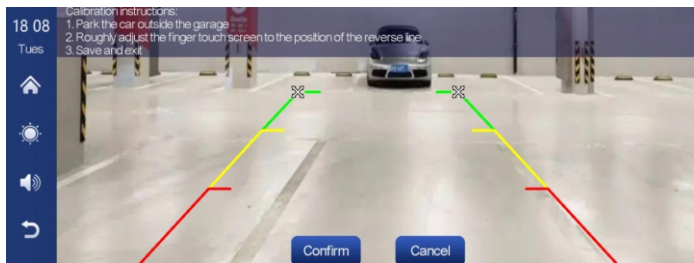 18 08
Tues
Calibration instructions:
1. Park the car outside the garage
2. Roughly adjust the finger touch screen to the position of the reverse line
3. Save and exit
Confirm
Cancel